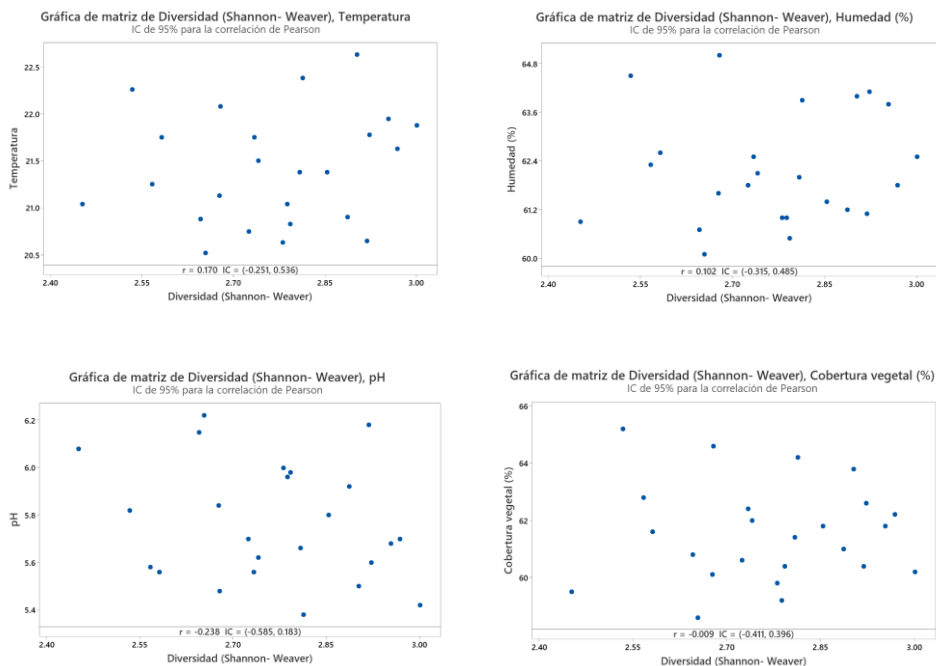 Gráfica de matriz de Diversidad (Shannon- Weaver), Temperatura
IC de 95% para la correlación de Pearson
22.5
22.0
21.5
21.0
20.5
Temperatura
r = 0.170 IC = (-0.251, 0.536)
2.40 2.55 2.70 2.85 3.00
Diversidad (Shannon- Weaver)
Gráfica de matriz de Diversidad (Shannon- Weaver), Humedad (%)
IC de 95% para la correlación de Pearson
64.8
63.6
62.4
61.2
60.0
Humedad (%)
r = 0.102 IC = (-0.315, 0.485)
2.40 2.55 2.70 2.85 3.00
Diversidad (Shannon- Weaver)
Gráfica de matriz de Diversidad (Shannon- Weaver), pH
IC de 95% para la correlación de Pearson
6.2
6.0
5.8
5.6
5.4
pH
r = -0.238 IC = (-0.585, 0.183)
2.40 2.55 2.70 2.85 3.00
Diversidad (Shannon- Weaver)
Gráfica de matriz de Diversidad (Shannon- Weaver), Cobertura vegetal (%)
IC de 95% para la correlación de Pearson
66
64
62
60
Cobertura vegetal (%)
r = -0.009 IC = (-0.411, 0.396)
2.40 2.55 2.70 2.85 3.00
Diversidad (Shannon- Weaver)